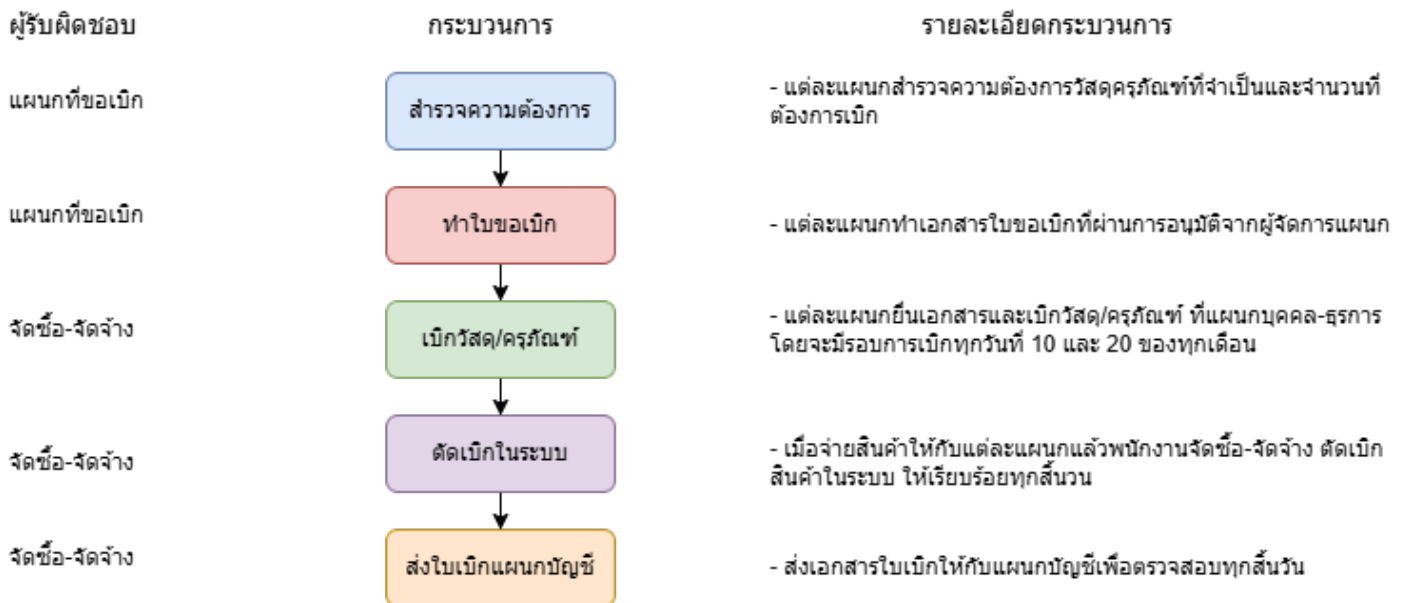 ผู้รับผิดชอบ กระบวนการ รายละเอียดกระบวนการ
แผนกที่ขอเบิก สำรวจความต้องการ - แต่ละแผนกสำรวจความต้องการวัสดุครุภัณฑ์ที่จำเป็นและจำนวนที่
ต้องการเบิก
แผนกที่ขอเบิก ทำใบขอเบิก - แต่ละแผนกทำเอกสารใบขอเบิกที่ผ่านการอนุมัติจากผู้จัดการแผนก
จัดซื้อ-จัดจ้าง เบิกวัสดุ/ครุภัณฑ์ - แต่ละแผนกยื่นเอกสารและเบิกวัสดุ/ครุภัณฑ์ ที่แผนกบุคคล-ธุรการ
โดยจะมีรอบการเบิกทุกวันที่ 10 และ 20 ของทุกเดือน
จัดซื้อ-จัดจ้าง ตัดเบิกในระบบ - เมื่อจ่ายสินค้าให้กับแต่ละแผนกแล้วพนักงานจัดซื้อ-จัดจ้าง ตัดเบิก
สินค้าในระบบ ให้เรียบร้อยทุกสิ้นวน
จัดซื้อ-จัดจ้าง ส่งใบเบิกแผนกบัญชี - ส่งเอกสารใบเบิกให้กับแผนกบัญชีเพื่อตรวจสอบทุกสิ้นวัน